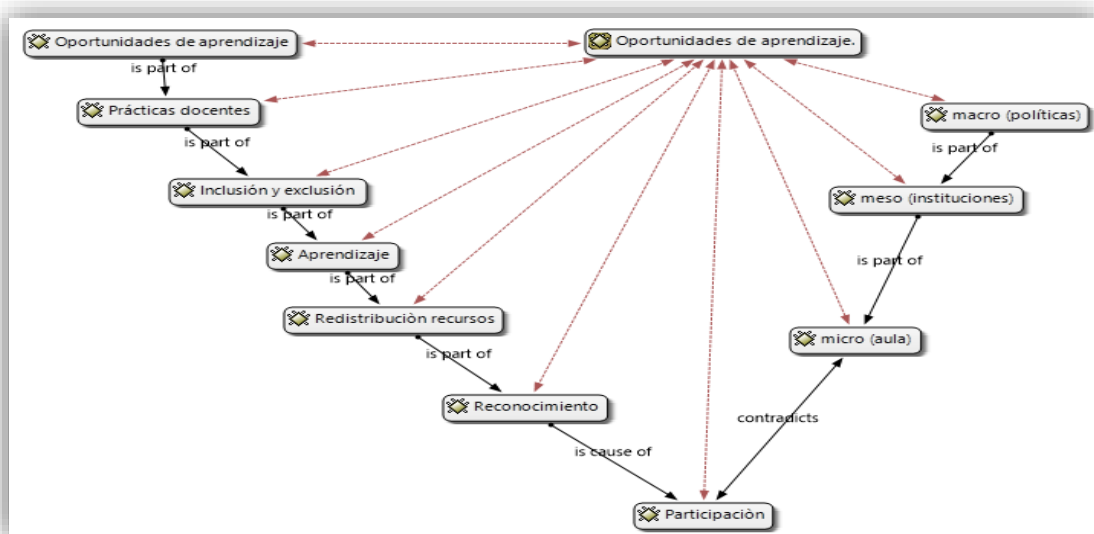 Oportunidades de aprendizaje
Oportunidades de aprendizaje.
is part of
Prácticas docentes
macro (políticas)
is part of
is part of
Inclusión y exclusión
meso (instituciones)
is part of
Aprendizaje
is part of
is part of
Redistribuciòn recursos
micro (aula)
is part of
Reconocimiento
contradicts
is cause of
Participaciòn